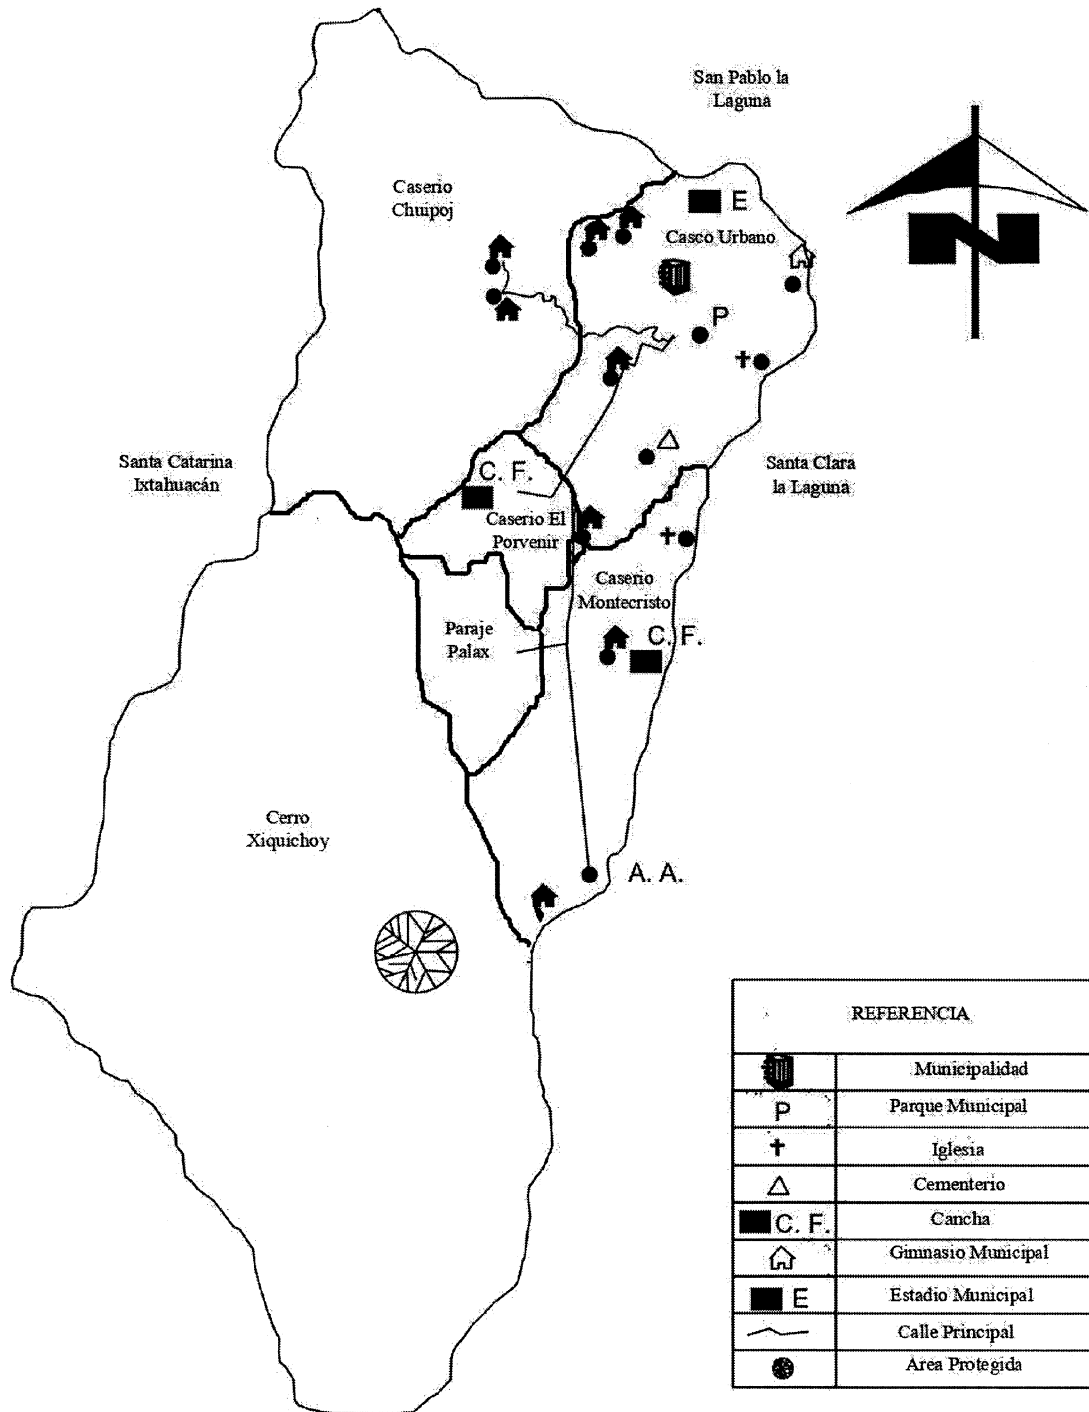 San Pablo la
Laguna
Caserio
Chuipoj
E
Casco Urbano
N
P
Santa Catarina
Ixtahuacán
Santa Clara
la Laguna
C. F.
Caserio El
Porvenir
Caserio
Montecristo
Paraje
Palax
C. F.
Cerro
Xiquichoy
A. A.
REFERENCIA
Municipalidad
P Parque Municipal
Iglesia
Cementerio
C. F. Cancha
Gimnasio Municipal
E Estadio Municipal
Calle Principal
Area Protegida